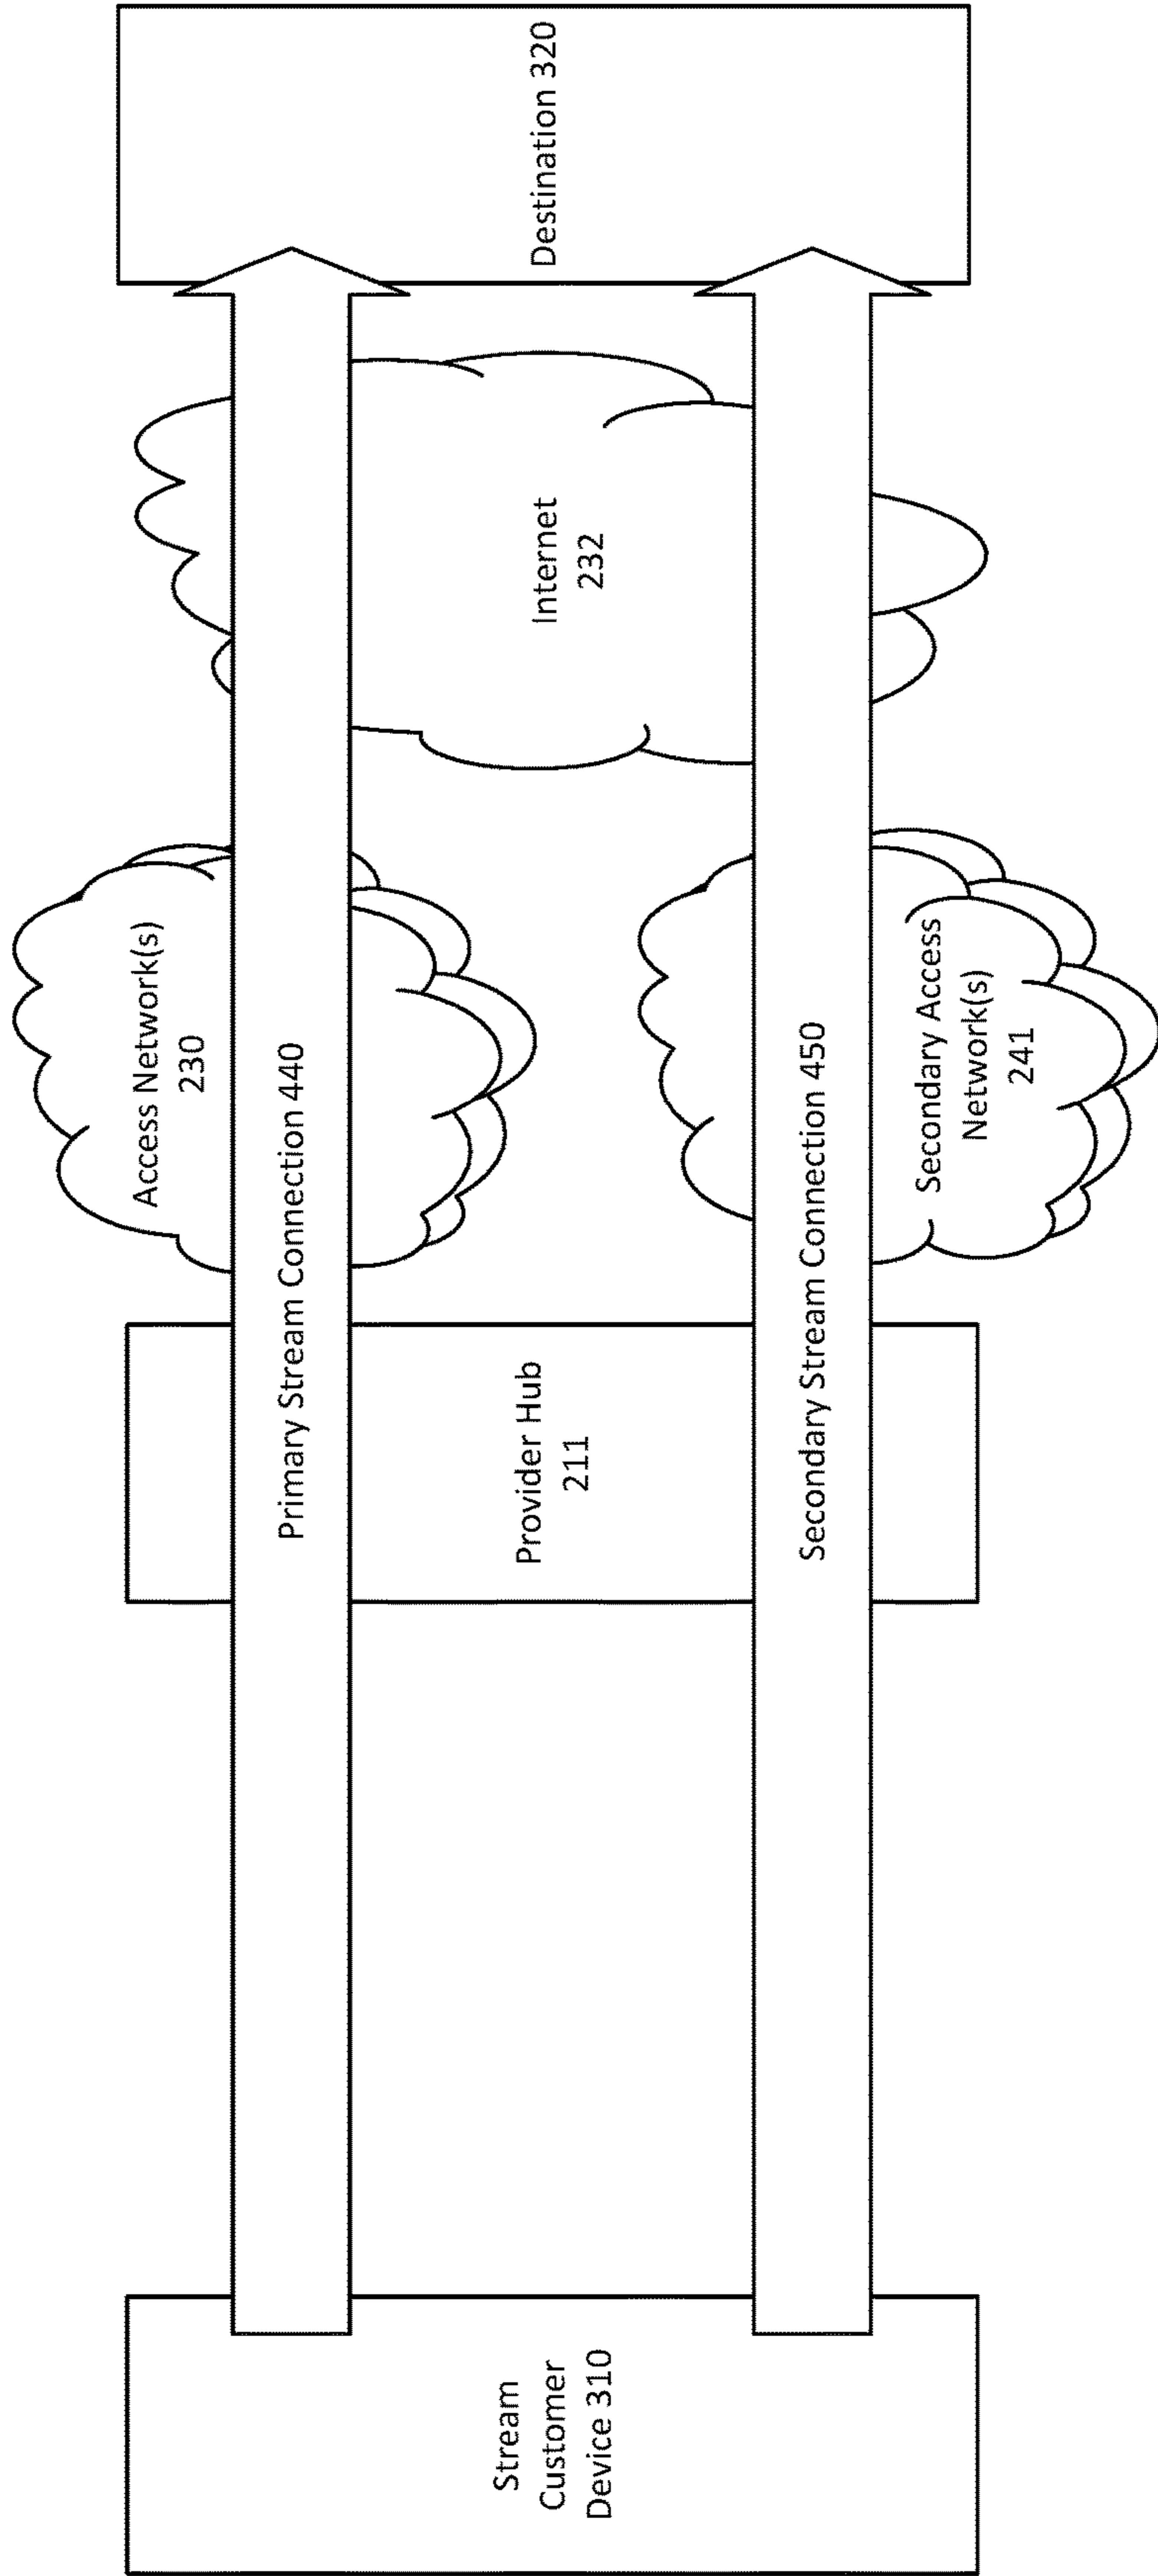 Stream
Customer
Device 310
Primary Stream Connection 440
Provider Hub
211
Secondary Stream Connection 450
Access Network(s)
230
Secondary Access
Network(s)
241
Internet
232
Destination 320